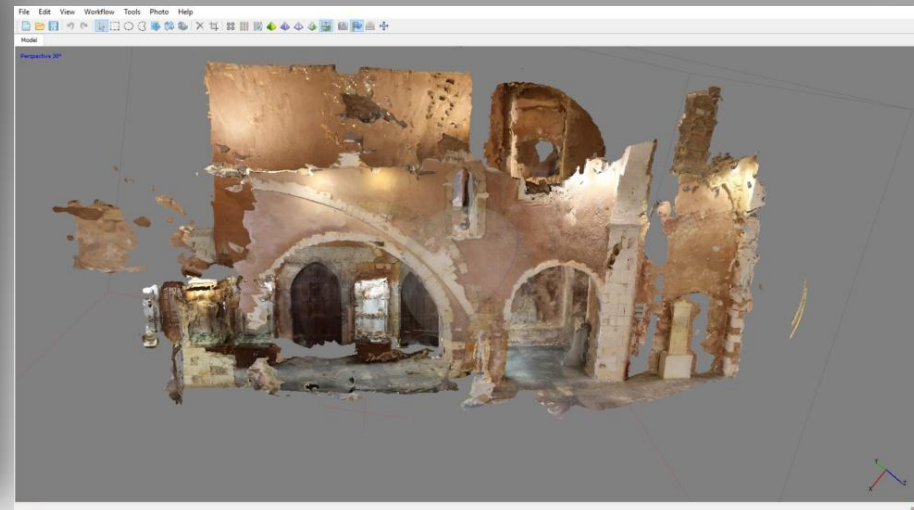 File Edit View Workflow Tools Photo Help
Model
Perspective 30°
Y
X
Z